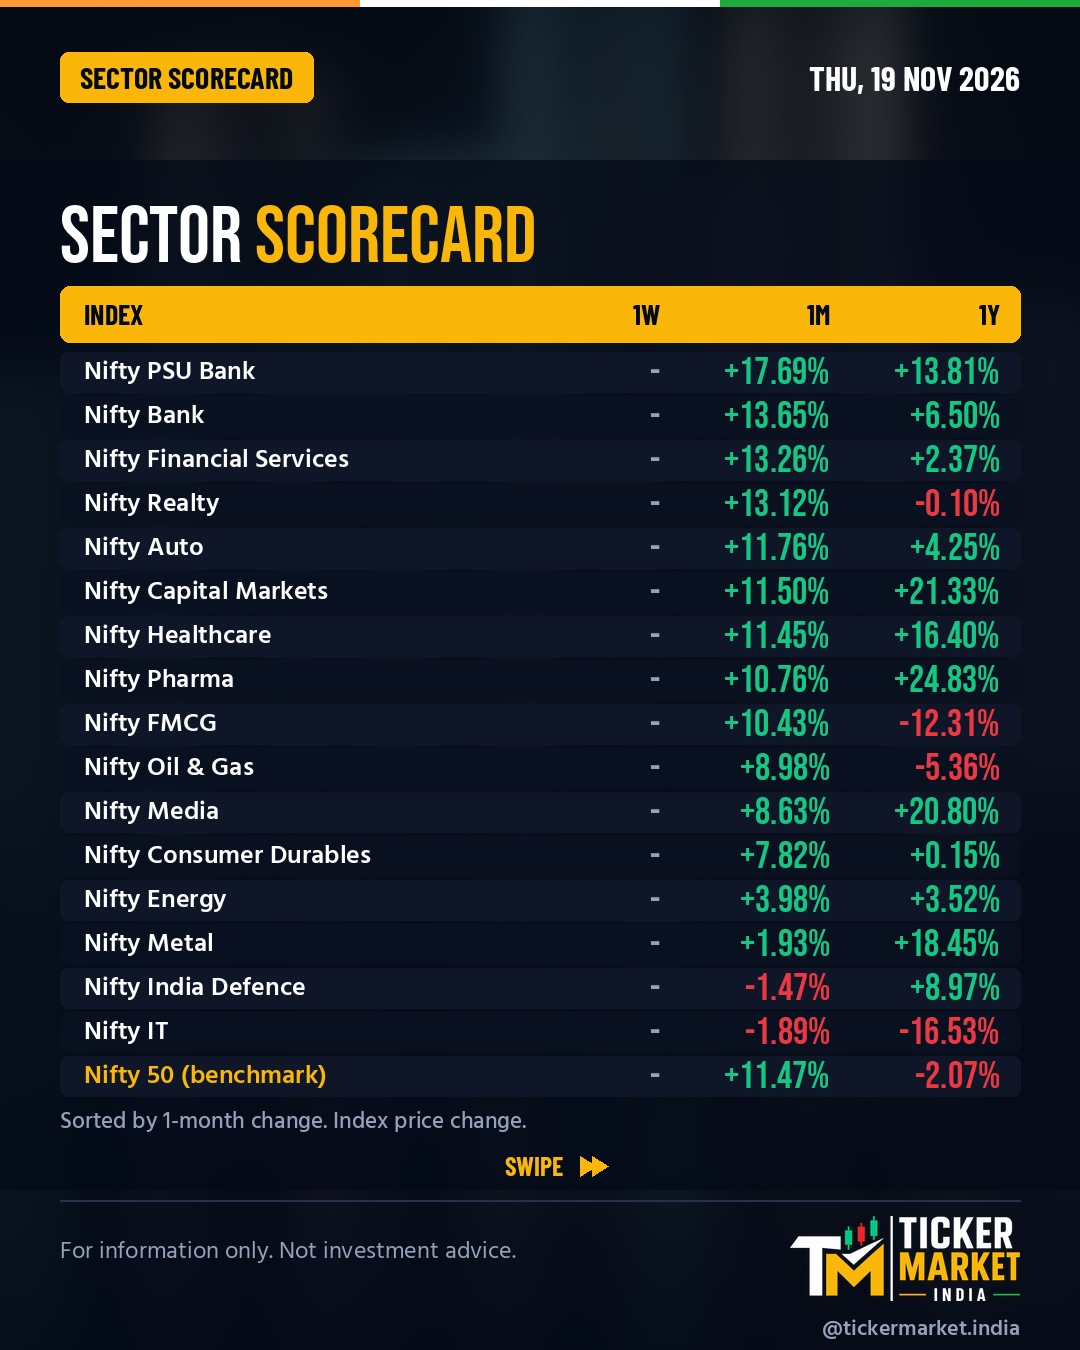 SECTOR SCORECARD
THU, 19 NOV 2026
SECTOR SCORECARD
INDEX 1W 1M 1Y
Nifty PSU Bank - +17.69% +13.81%
Nifty Bank - +13.65% +6.50%
Nifty Financial Services - +13.26% +2.37%
Nifty Realty - +13.12% -0.10%
Nifty Auto - +11.76% +4.25%
Nifty Capital Markets - +11.50% +21.33%
Nifty Healthcare - +11.45% +16.40%
Nifty Pharma - +10.76% +24.83%
Nifty FMCG - +10.43% -12.31%
Nifty Oil & Gas - +8.98% -5.36%
Nifty Media - +8.63% +20.80%
Nifty Consumer Durables - +7.82% +0.15%
Nifty Energy - +3.98% +3.52%
Nifty Metal - +1.93% +18.45%
Nifty India Defence - -1.47% +8.97%
Nifty IT - -1.89% -16.53%
Nifty 50 (benchmark) - +11.47% -2.07%
Sorted by 1-month change. Index price change.
SWIPE
For information only. Not investment advice.
TM TICKER
MARKET
INDIA
@tickermarket.india